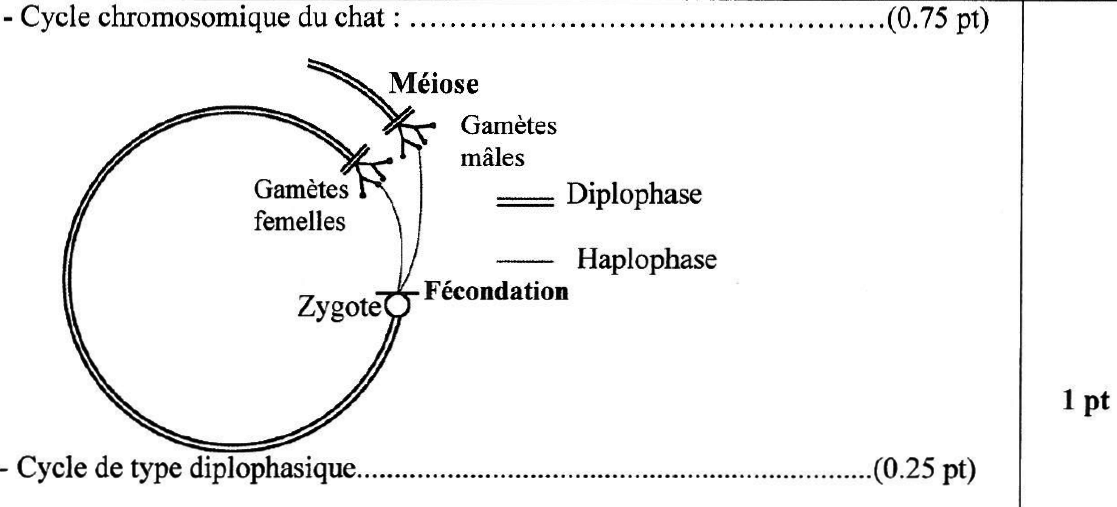 - Cycle chromosomique du chat : ..................................................(0.75 pt)
Méiose
Gamètes
mâles
Gamètes
femelles
Diplophase
Haplophase
Fécondation
Zygote
1 pt
- Cycle de type diplophasique..........................................................(0.25 pt)